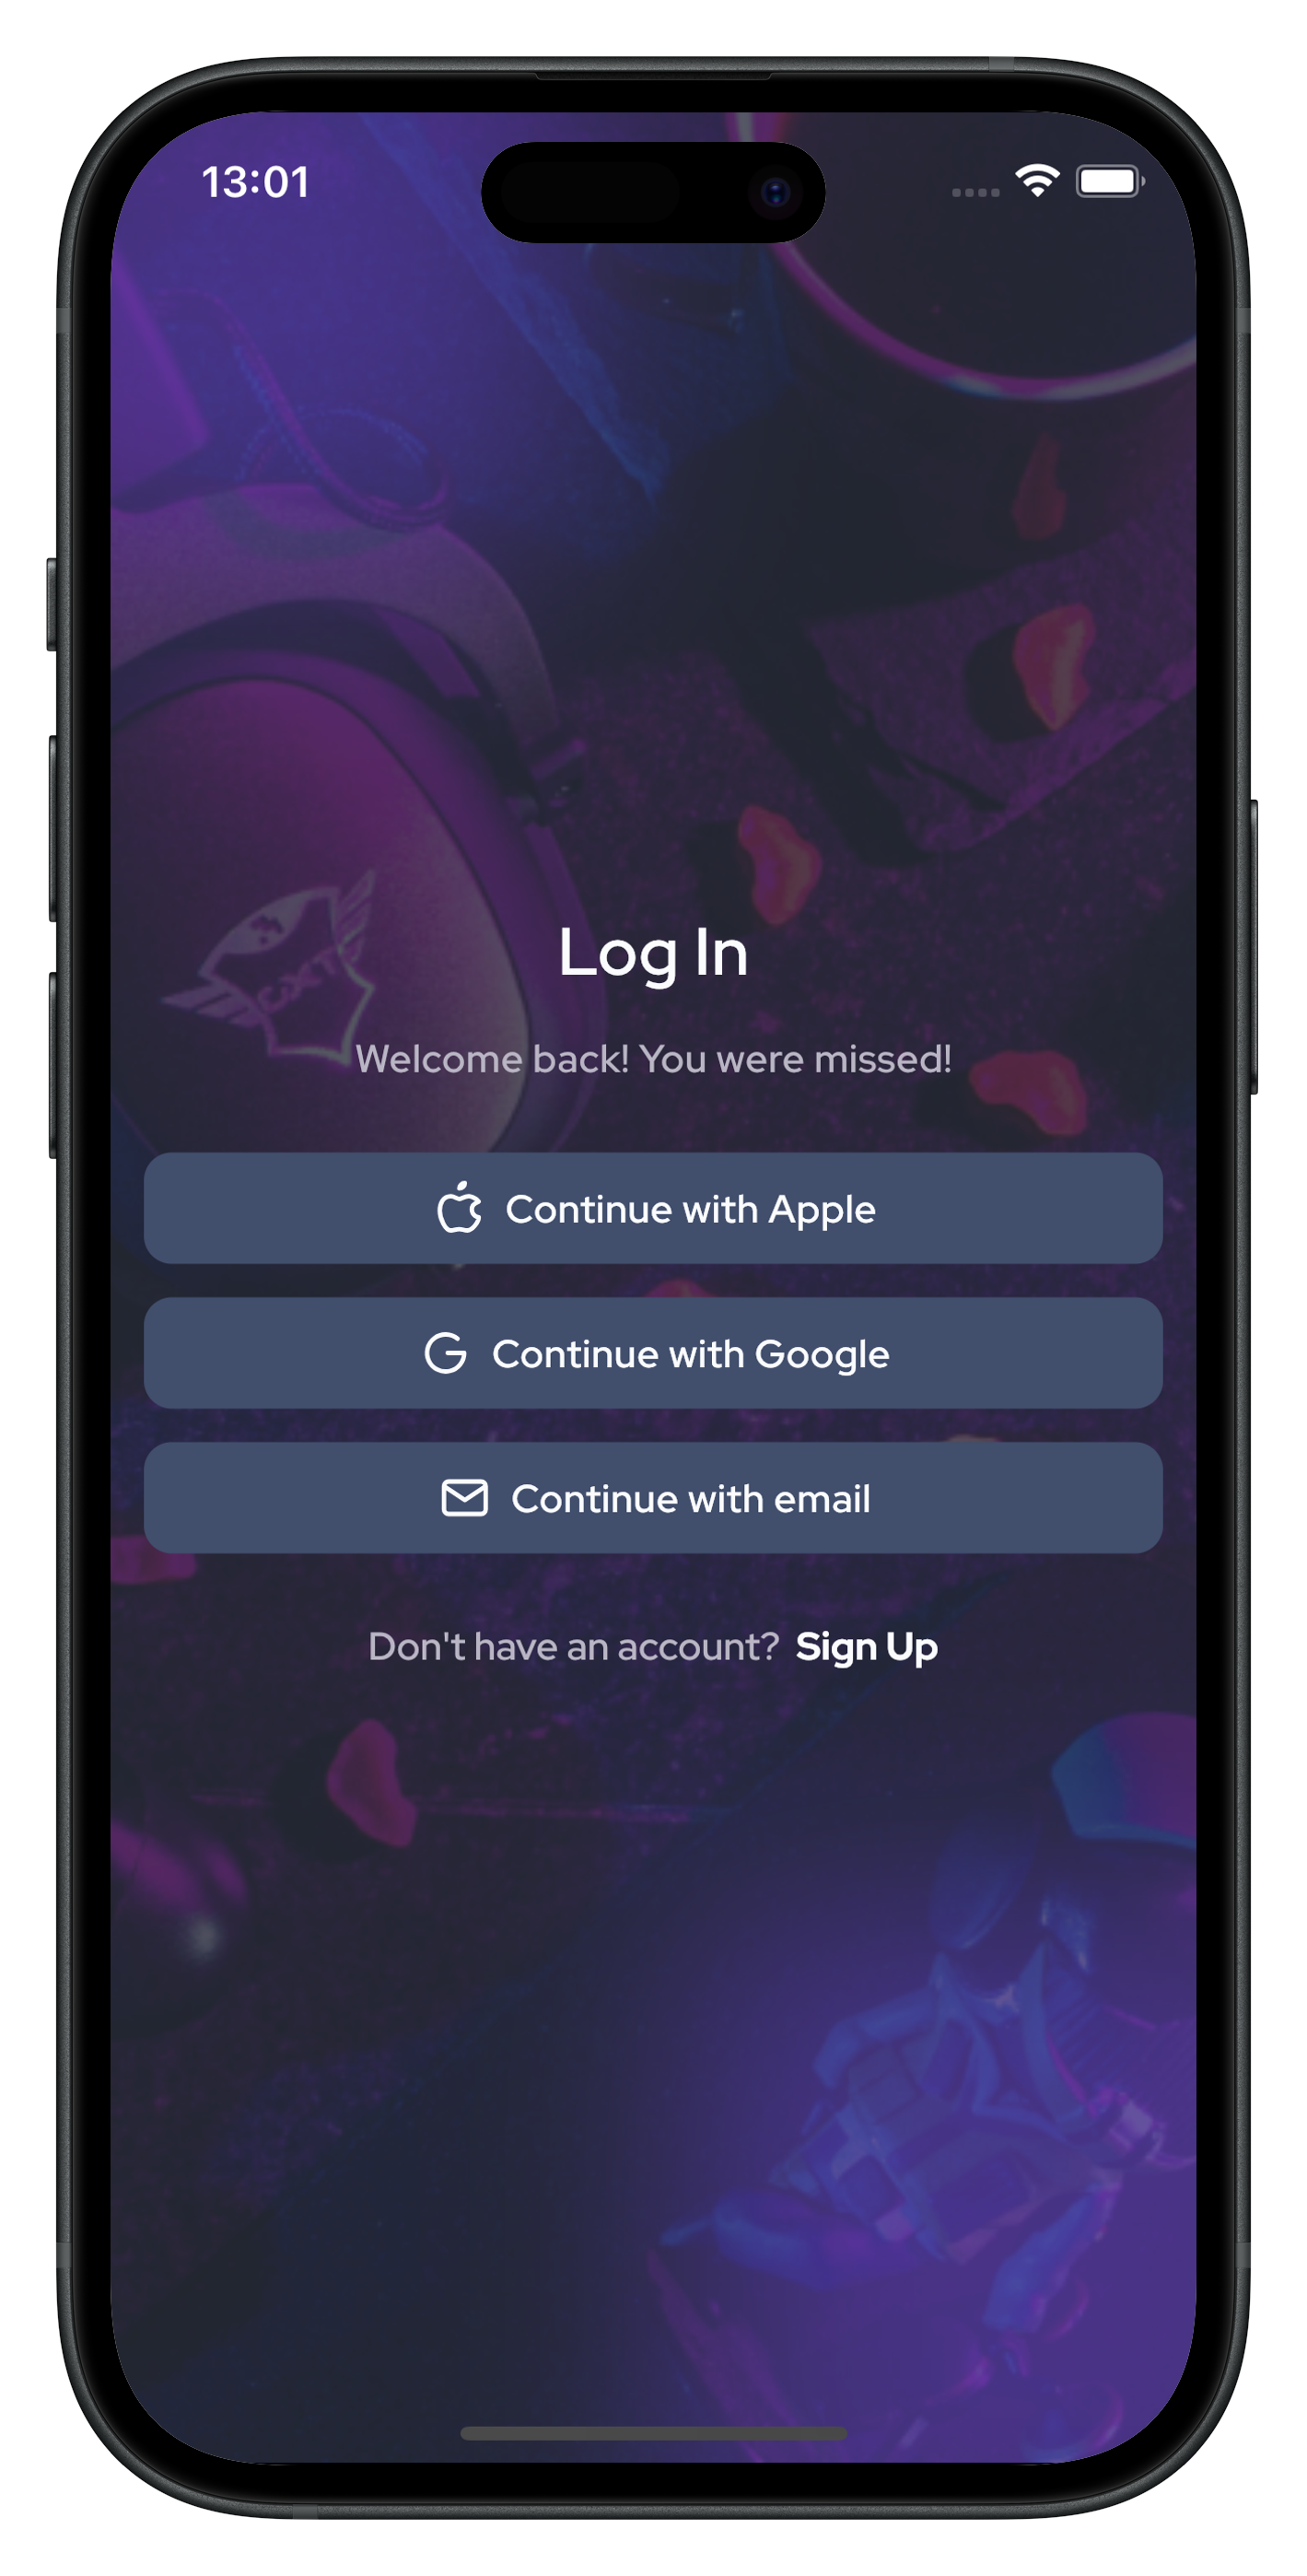 13:01
Log In
Welcome back! You were missed!
Continue with Apple
Continue with Google
Continue with email
Don't have an account? Sign Up